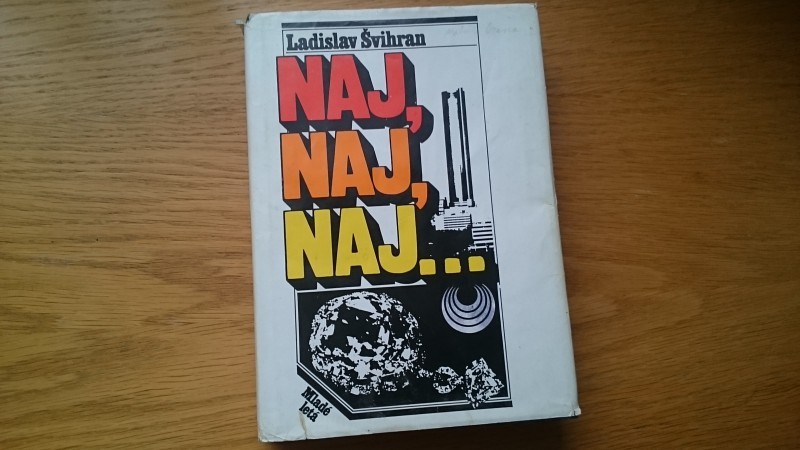 Ladislav Švihran
NAJ,
NAJ,
NAJ...
Mladé
letá